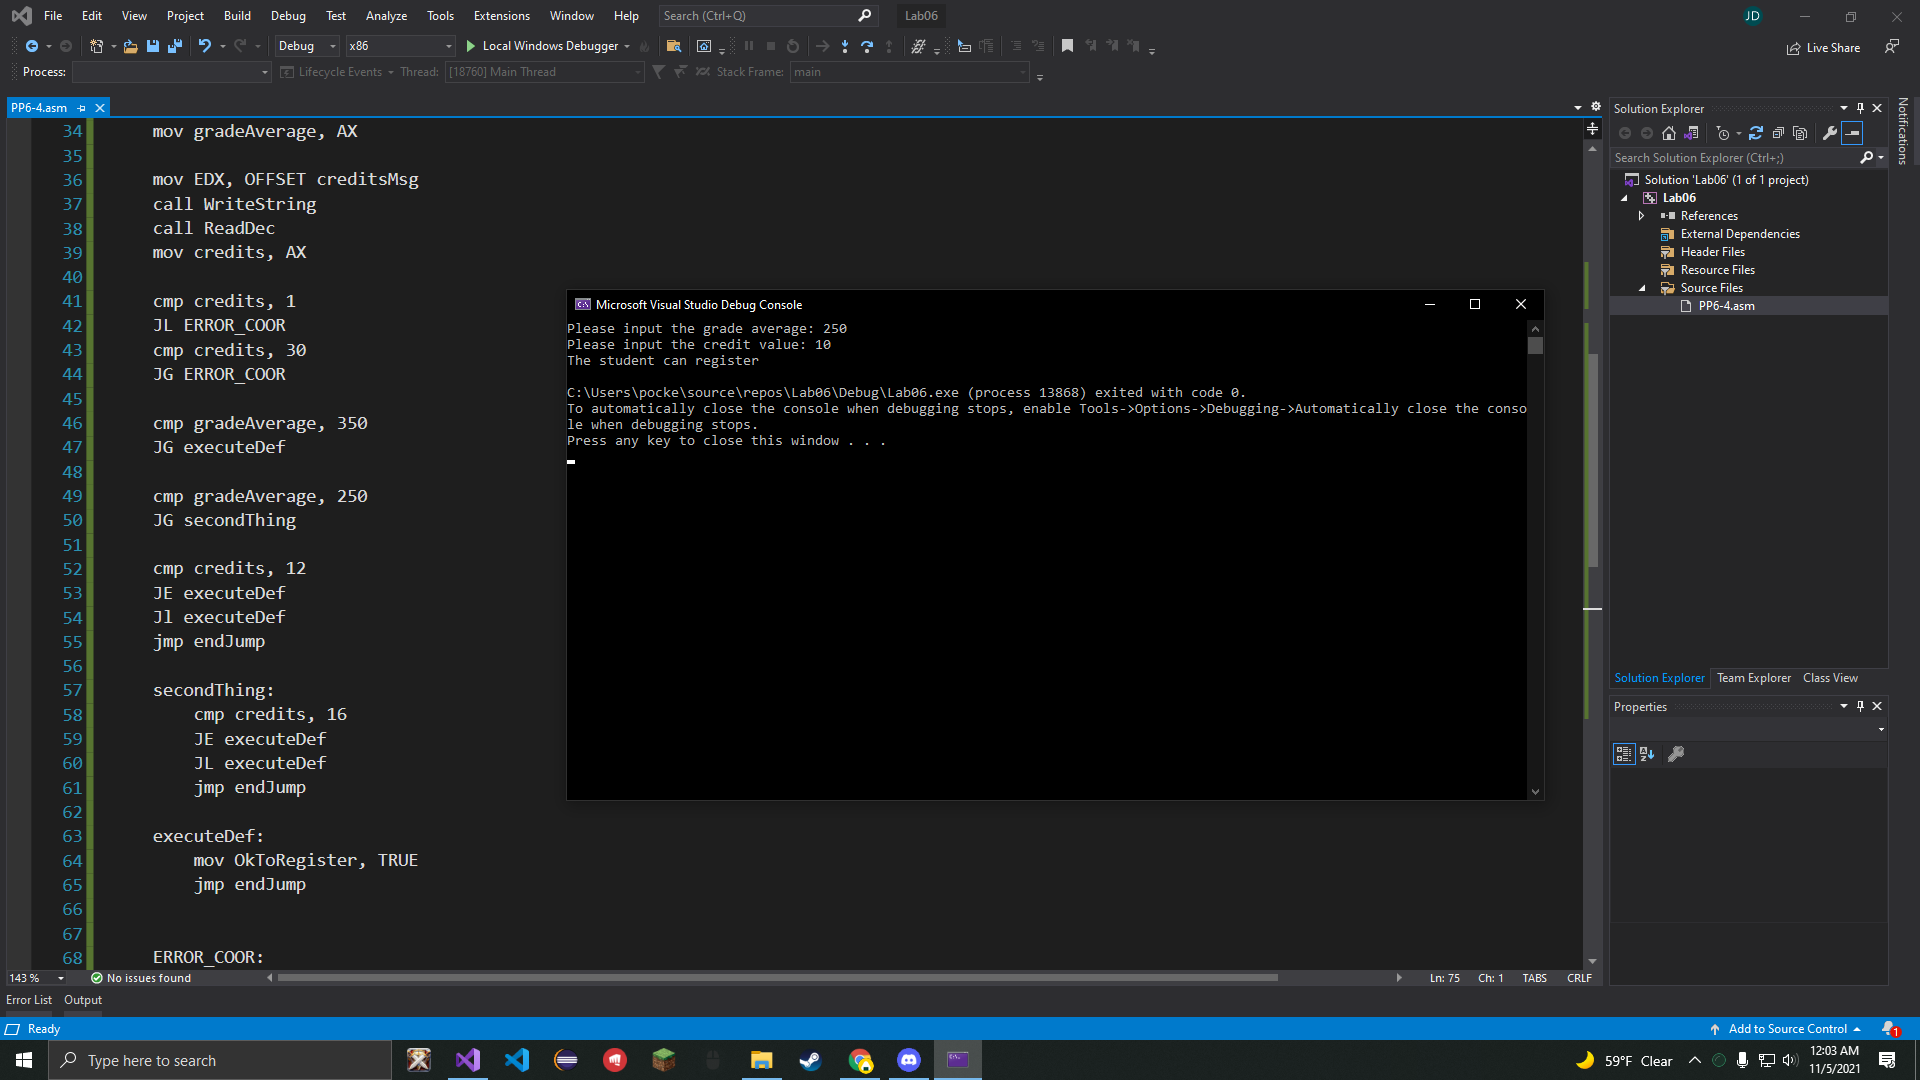 File Edit View Project Build Debug Test Analyze Tools Extensions Window Help Search (Ctrl+Q) Lab06 JD
Debug x86 Local Windows Debugger Live Share
Process: Lifecycle Events Thread: [18760] Main Thread Stack Frame: main
PP6-4.asm
34 mov gradeAverage, AX
35
36 mov EDX, OFFSET creditsMsg
37 call WriteString
38 call ReadDec
39 mov credits, AX
40
41 cmp credits, 1
42 JL ERROR_COOR
43 cmp credits, 30
44 JG ERROR_COOR
45
46 cmp gradeAverage, 350
47 JG executeDef
48
49 cmp gradeAverage, 250
50 JG secondThing
51
52 cmp credits, 12
53 JE executeDef
54 Jl executeDef
55 jmp endJump
56
57 secondThing:
58 cmp credits, 16
59 JE executeDef
60 JL executeDef
61 jmp endJump
62
63 executeDef:
64 mov OkToRegister, TRUE
65 jmp endJump
66
67
68 ERROR_COOR:
143 % No issues found Ln: 75 Ch: 1 TABS CRLF
Microsoft Visual Studio Debug Console
Please input the grade average: 250
Please input the credit value: 10
The student can register
C:\Users\pocke\source\repos\Lab06\Debug\Lab06.exe (process 13868) exited with code 0.
To automatically close the console when debugging stops, enable Tools->Options->Debugging->Automatically close the conso
le when debugging stops.
Press any key to close this window . . .
Solution Explorer
Search Solution Explorer (Ctrl+;)
Solution 'Lab06' (1 of 1 project)
Lab06
References
External Dependencies
Header Files
Resource Files
Source Files
PP6-4.asm
Solution Explorer Team Explorer Class View
Properties
Notifications
Error List Output
Ready Add to Source Control 1
Type here to search 59°F Clear 12:03 AM
11/5/2021